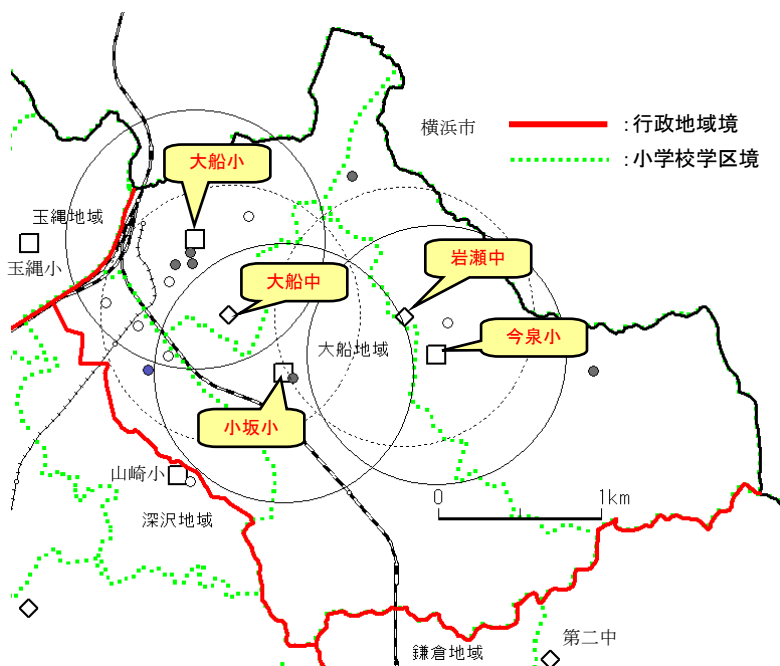 横浜市
:行政地域境
:小学校学区境
大船小
玉縄地域
玉縄小
岩瀬中
大船中
今泉小
大船地域
小坂小
山崎小
0
1km
深沢地域
第二中
鎌倉地域